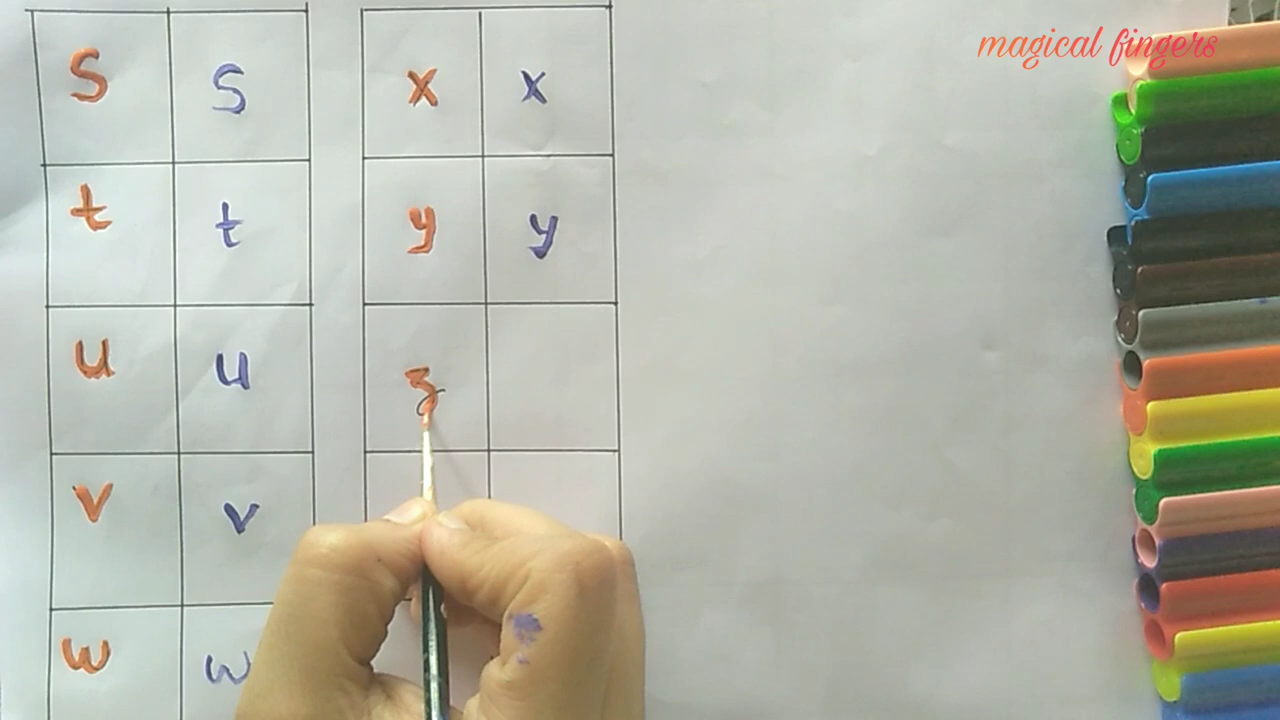 magical fingers
S S x x
t t y y
u u z
v v
w w